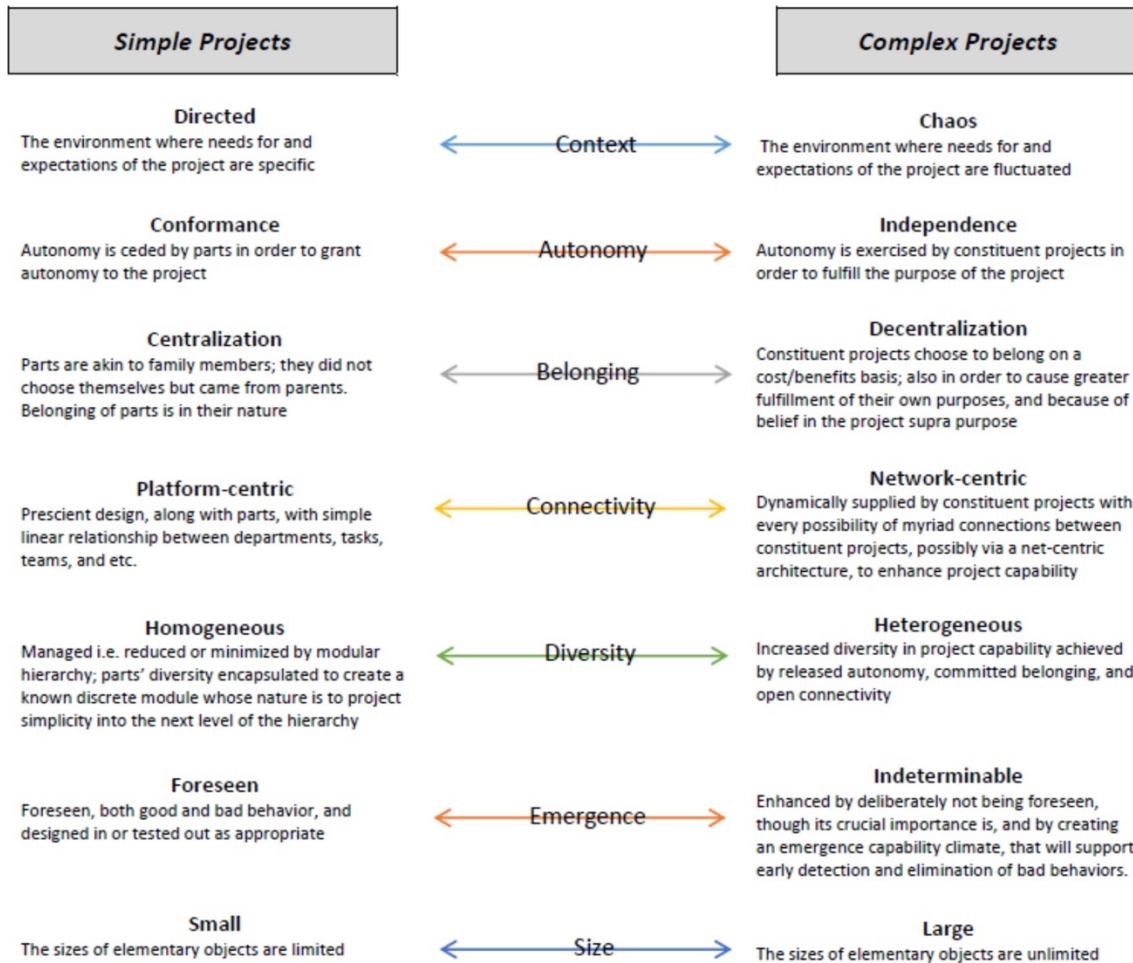 Simple Projects
Complex Projects
Directed
The environment where needs for and
expectations of the project are specific
Context
Chaos
The environment where needs for and
expectations of the project are fluctuated
Conformance
Autonomy is ceded by parts in order to grant
autonomy to the project
Autonomy
Independence
Autonomy is exercised by constituent projects in
order to fulfill the purpose of the project
Centralization
Parts are akin to family members; they did not
choose themselves but came from parents.
Belonging of parts is in their nature
Belonging
Decentralization
Constituent projects choose to belong on a
cost/benefits basis; also in order to cause greater
fulfillment of their own purposes, and because of
belief in the project supra purpose
Platform-centric
Prescient design, along with parts, with simple
linear relationship between departments, tasks,
teams, and etc.
Connectivity
Network-centric
Dynamically supplied by constituent projects with
every possibility of myriad connections between
constituent projects, possibly via a net-centric
architecture, to enhance project capability
Homogeneous
Managed i.e. reduced or minimized by modular
hierarchy; parts’ diversity encapsulated to create a
known discrete module whose nature is to project
simplicity into the next level of the hierarchy
Diversity
Heterogeneous
Increased diversity in project capability achieved
by released autonomy, committed belonging, and
open connectivity
Foreseen
Foreseen, both good and bad behavior, and
designed in or tested out as appropriate
Emergence
Indeterminable
Enhanced by deliberately not being foreseen,
though its crucial importance is, and by creating
an emergence capability climate, that will support
early detection and elimination of bad behaviors.
Small
The sizes of elementary objects are limited
Size
Large
The sizes of elementary objects are unlimited